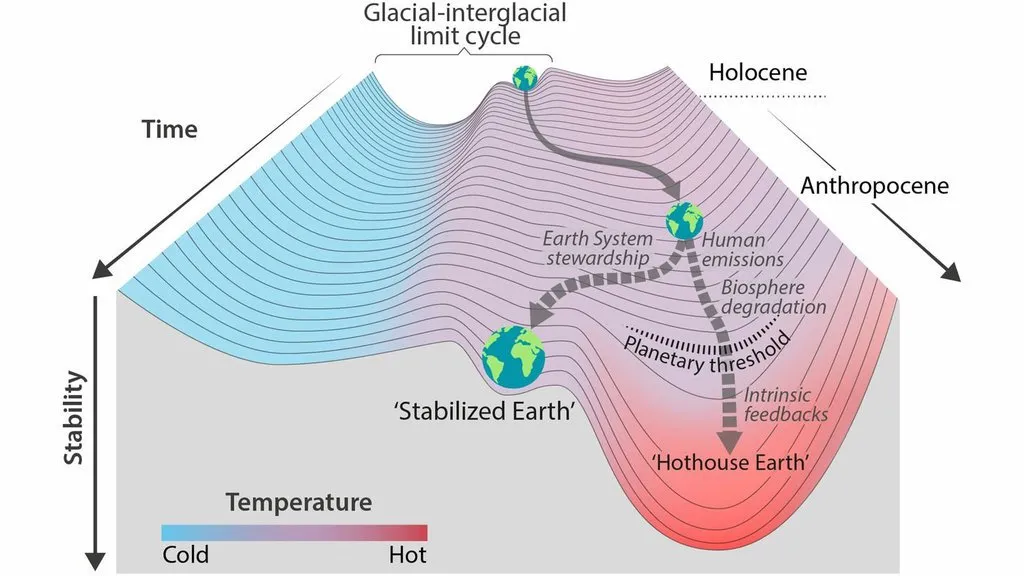 Glacial-interglacial
limit cycle
Holocene
Time
Anthropocene
Earth System
stewardship
Human
emissions
Biosphere
degradation
Planetary threshold
Stability
'Stabilized Earth'
Intrinsic
feedbacks
'Hothouse Earth'
Temperature
Cold
Hot